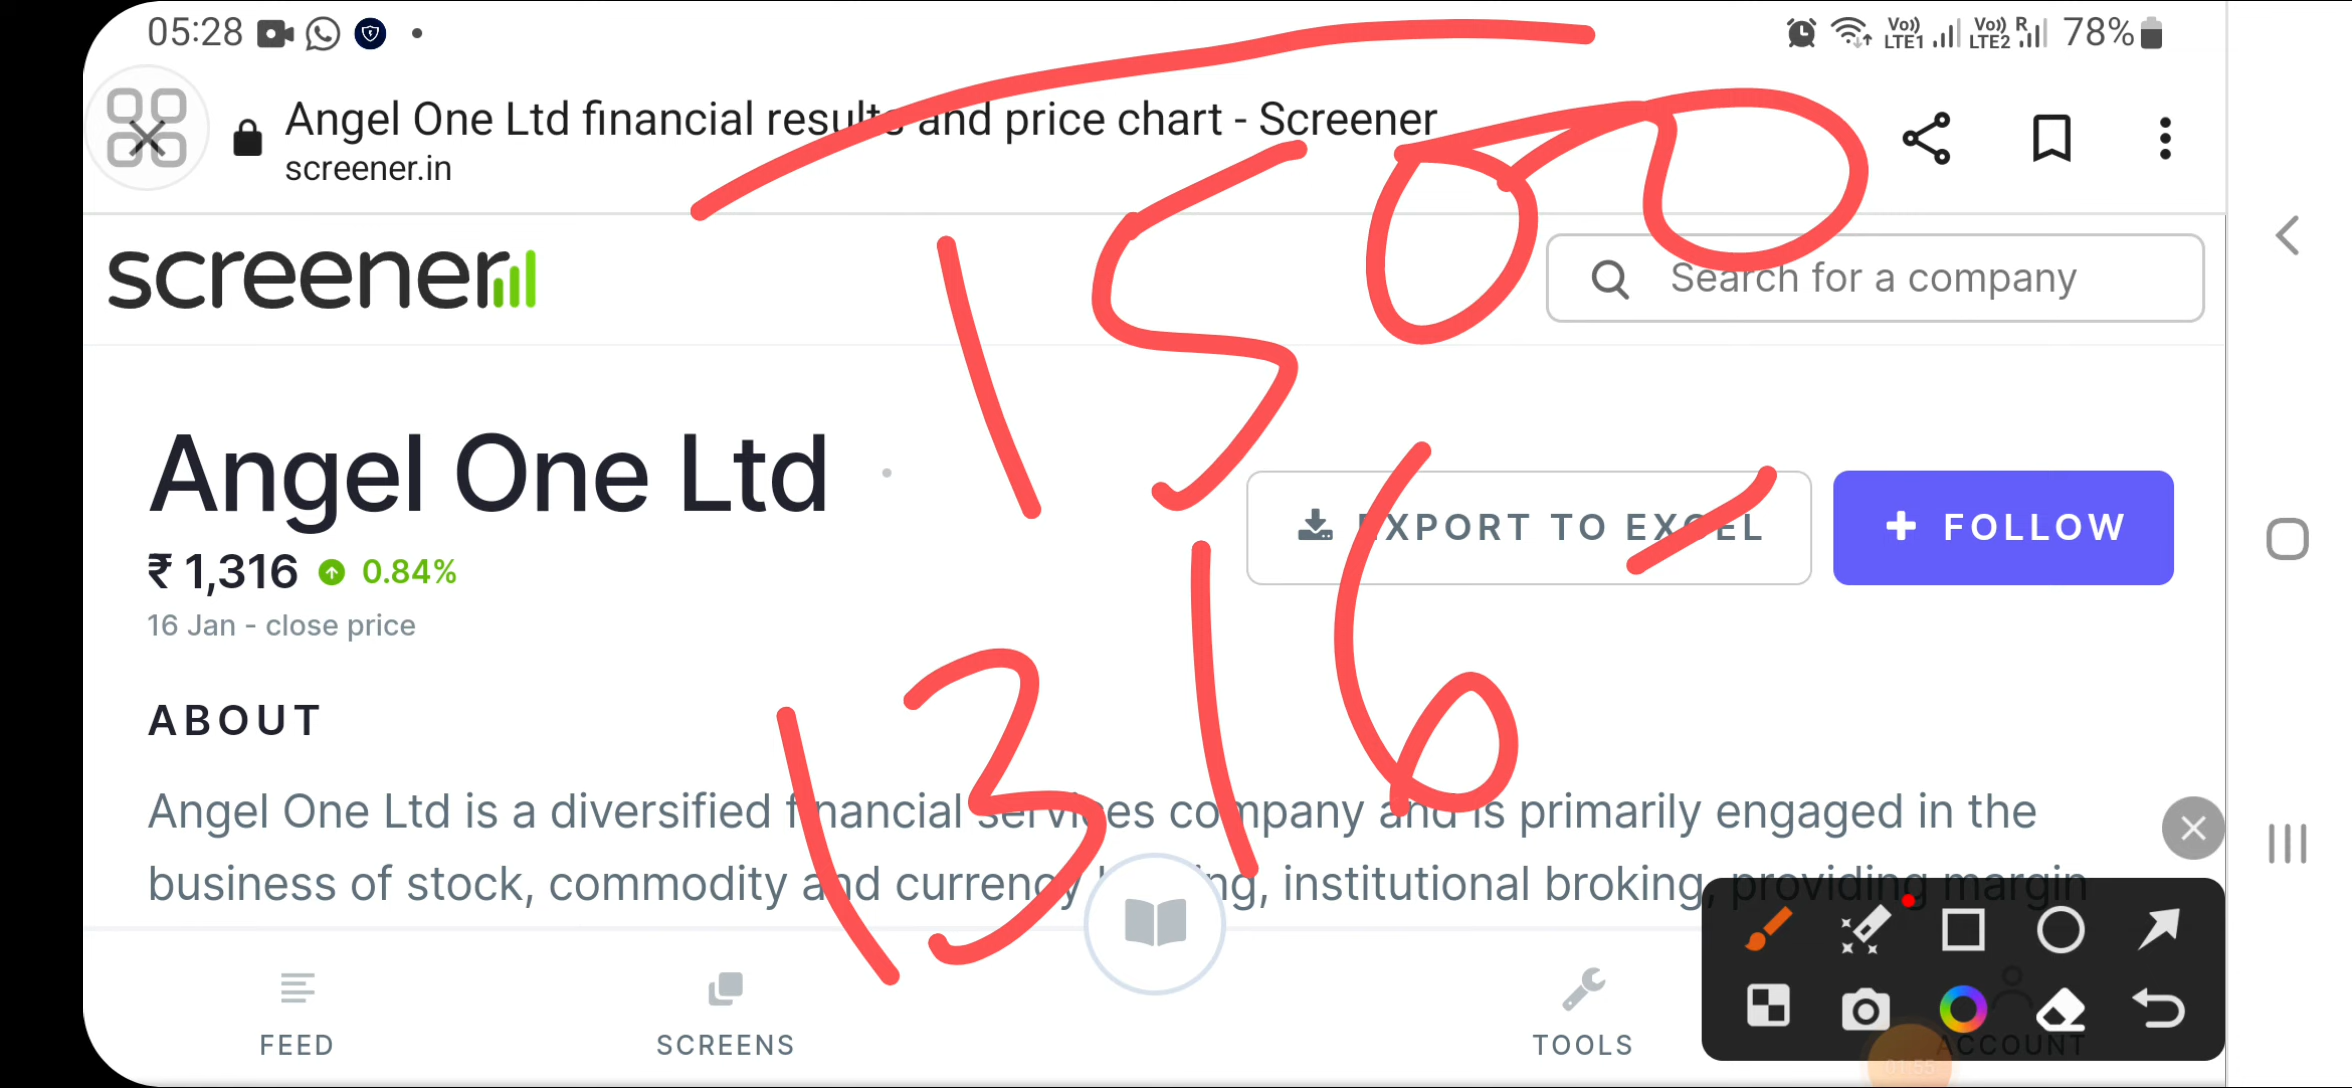 05:28 Vo)) LTE1 Vo)) LTE2 R 78%
Angel One Ltd financial results and price chart - Screener
screener.in
1500
screener
Search for a company
Angel One Ltd
EXPORT TO EXCEL
+ FOLLOW
₹ 1,316 0.84%
16 Jan - close price
1316
ABOUT
Angel One Ltd is a diversified financial services company and is primarily engaged in the
business of stock, commodity and currency broking, institutional broking, providing margin
FEED SCREENS TOOLS ACCOUNT
01:55